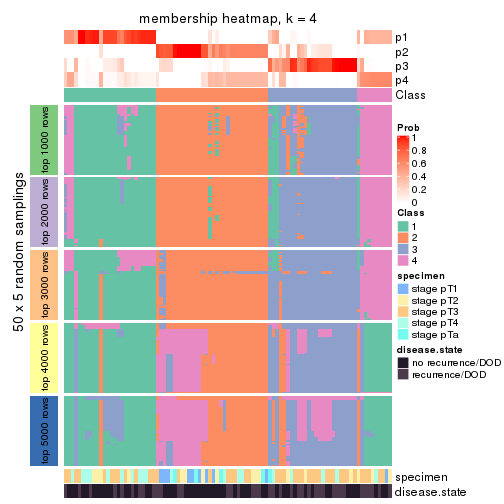 membership heatmap, k = 4
p1
p2
p3
p4
Class
50 x 5 random samplings
top 1000 rows
top 2000 rows
top 3000 rows
top 4000 rows
top 5000 rows
specimen
disease.state
Prob
1
0.8
0.6
0.4
0.2
0
Class
1
2
3
4
specimen
stage pT1
stage pT2
stage pT3
stage pT4
stage pTa
disease.state
no recurrence/DOD
recurrence/DOD